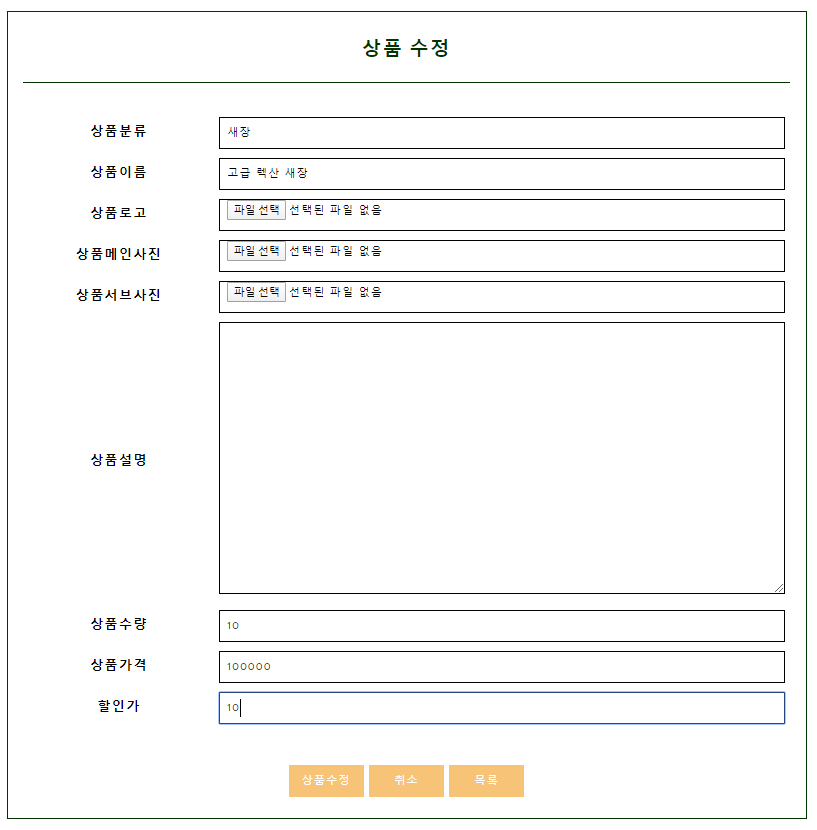 상품 수정
상품분류 새장
상품이름 고급 렉산 새장
상품로고 파일 선택 선택된 파일 없음
상품메인사진 파일 선택 선택된 파일 없음
상품서브사진 파일 선택 선택된 파일 없음
상품설명
상품수량 10
상품가격 100000
할인가 10
상품수정 취소 목록